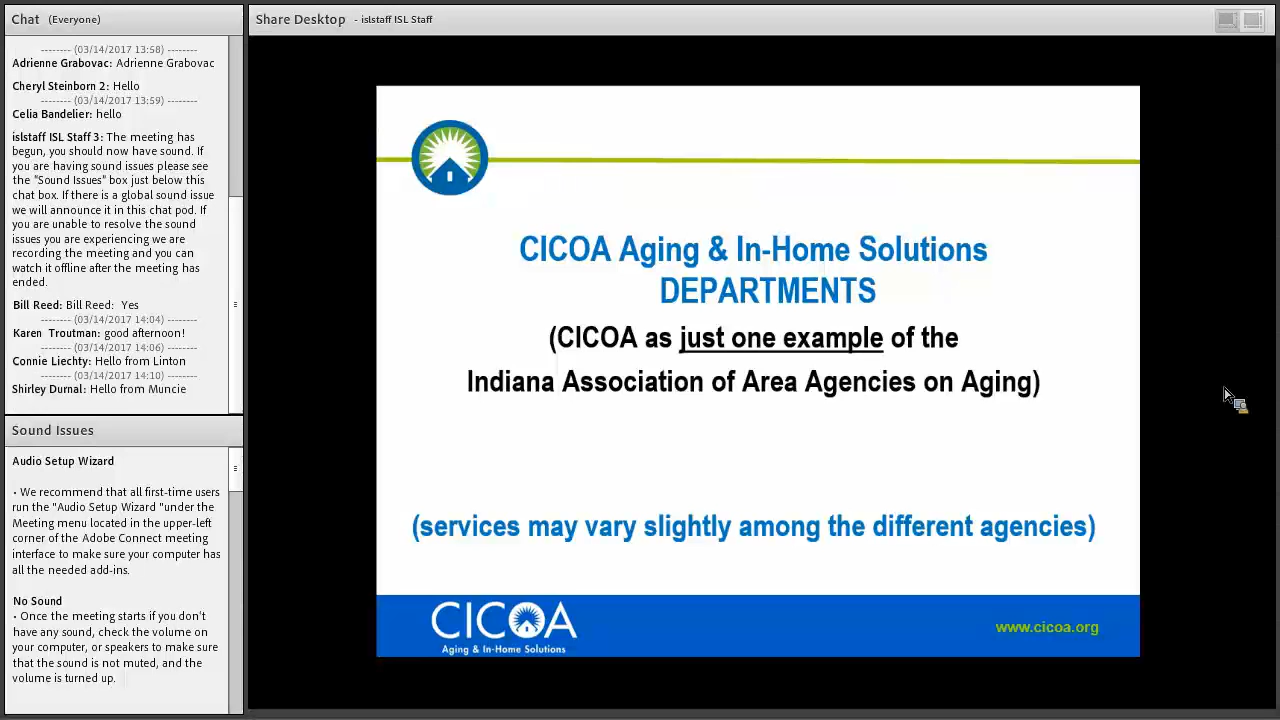 Chat (Everyone)
-------- (03/14/2017 13:58) --------
Adrienne Grabovac: Adrienne Grabovac
Cheryl Steinborn 2: Hello
-------- (03/14/2017 13:59) --------
Celia Bandelier: hello
islstaff ISL Staff 3: The meeting has
begun, you should now have sound. If
you are having sound issues please see
the "Sound Issues" box just below this
chat box. If there is a global sound issue
we will announce it in this chat pod. If
you are unable to resolve the sound
issues you are experiencing we are
recording the meeting and you can
watch it offline after the meeting has
ended.
Bill Reed: Bill Reed:  Yes
-------- (03/14/2017 14:04) --------
Karen  Troutman: good afternoon!
-------- (03/14/2017 14:06) --------
Connie Liechty: Hello from Linton
-------- (03/14/2017 14:10) --------
Shirley Durnal: Hello from Muncie
Sound Issues
Audio Setup Wizard
• We recommend that all first-time users
run the "Audio Setup Wizard "under the
Meeting menu located in the upper-left
corner of the Adobe Connect meeting
interface to make sure your computer has
all the needed add-ins.
No Sound
• Once the meeting starts if you don't
have any sound, check the volume on
your computer, or speakers to make sure
that the sound is not muted, and the
volume is turned up.
Share Desktop - islstaff ISL Staff
CICOA Aging & In-Home Solutions
DEPARTMENTS
(CICOA as just one example of the
Indiana Association of Area Agencies on Aging)
(services may vary slightly among the different agencies)
CICOA
Aging & In-Home Solutions
www.cicoa.org